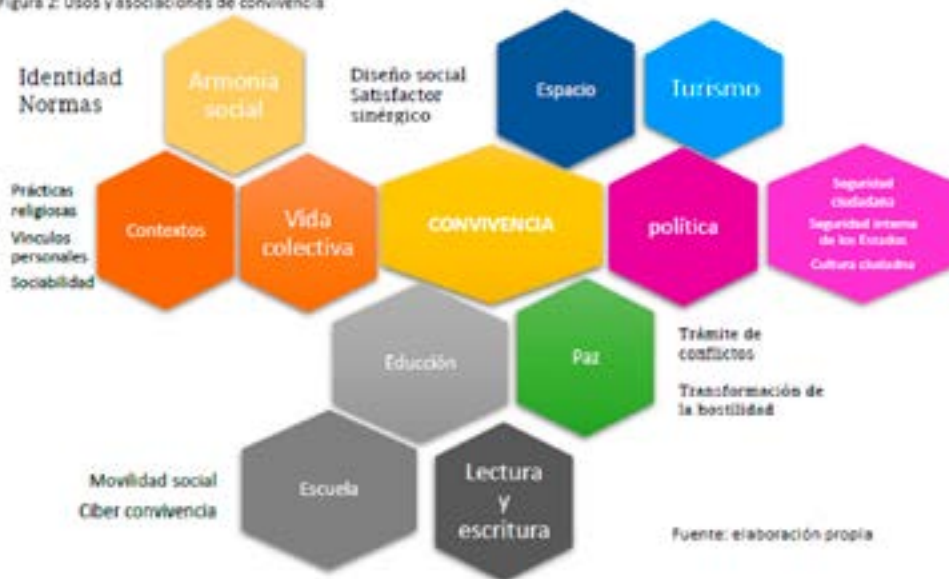 Figura 2: Usos y asociaciones de convivencia
Identidad
Normas
Armonía
social
Diseño social
Satisfactor
sinérgico
Espacio
Turismo
Prácticas
religiosas
Vínculos
personales
Sociabilidad
Contextos
Vida
colectiva
CONVIVENCIA
política
Seguridad
ciudadana
Seguridad interna
de los Estados
Cultura ciudadna
Educción
Paz
Trámite de
conflictos
Transformación de
la hostilidad
Movilidad social
Ciber convivencia
Escuela
Lectura
y
escritura
Fuente: elaboración propia